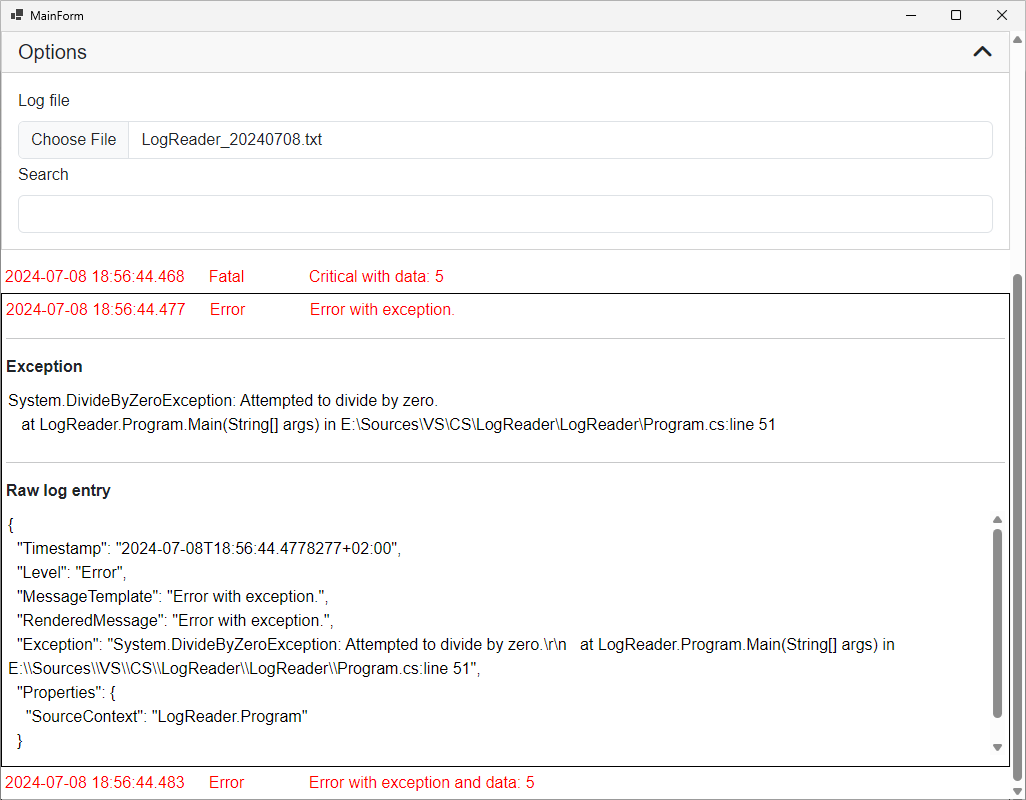 MainForm
Options
Log file
Choose File LogReader_20240708.txt
Search
2024-07-08 18:56:44.468 Fatal Critical with data: 5
2024-07-08 18:56:44.477 Error Error with exception.
Exception
System.DivideByZeroException: Attempted to divide by zero.
   at LogReader.Program.Main(String[] args) in E:\Sources\VS\CS\LogReader\LogReader\Program.cs:line 51
Raw log entry
{
  "Timestamp": "2024-07-08T18:56:44.4778277+02:00",
  "Level": "Error",
  "MessageTemplate": "Error with exception.",
  "RenderedMessage": "Error with exception.",
  "Exception": "System.DivideByZeroException: Attempted to divide by zero.\r\n   at LogReader.Program.Main(String[] args) in
E:\\Sources\\VS\\CS\\LogReader\\LogReader\\Program.cs:line 51",
  "Properties": {
    "SourceContext": "LogReader.Program"
  }
2024-07-08 18:56:44.483 Error Error with exception and data: 5